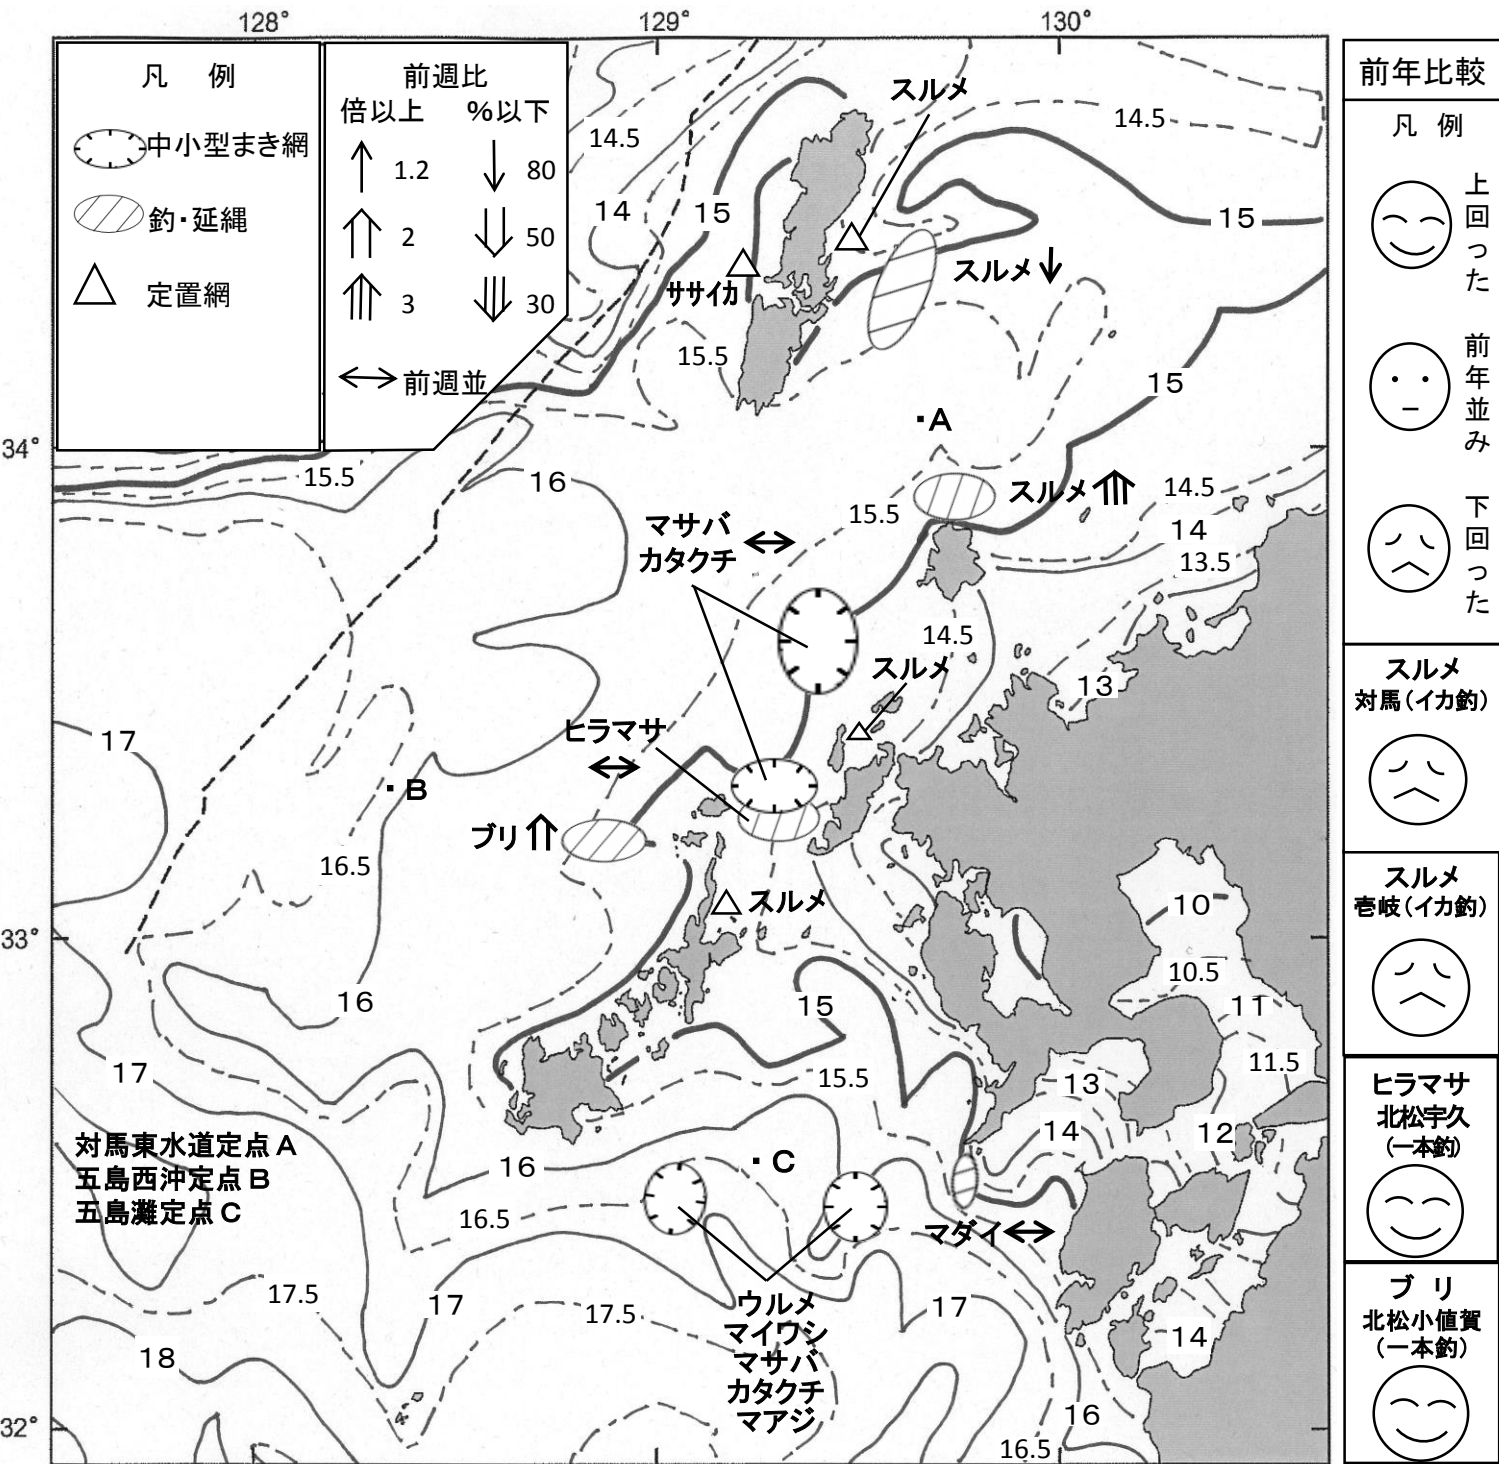 128°
129°
130°
34°
33°
32°
凡 例
中小型まき網
釣・延縄
定置網
前週比
倍以上 %以下
1.2 80
2 50
3 30
前週並
スルメ
14.5
14.5
14
15
15
ササイカ
スルメ
15.5
15
A
15.5
16
スルメ
14.5
15.5
14
13.5
マサバ
カタクチ
14.5
スルメ
13
17
ヒラマサ
B
ブリ
16.5
スルメ
10
10.5
16
15
11
11.5
17
15.5
13
12
14
対馬東水道定点A
五島西沖定点B
五島灘定点C
16
C
16.5
マダイ
17.5
17
17.5
17
18
14
ウルメ
マイワシ
マサバ
カタクチ
マアジ
16
16.5
前年比較
凡 例
上回った
前年並み
下回った
スルメ
対馬(イカ釣)
スルメ
壱岐(イカ釣)
ヒラマサ
北松宇久
(一本釣)
ブ リ
北松小値賀
(一本釣)